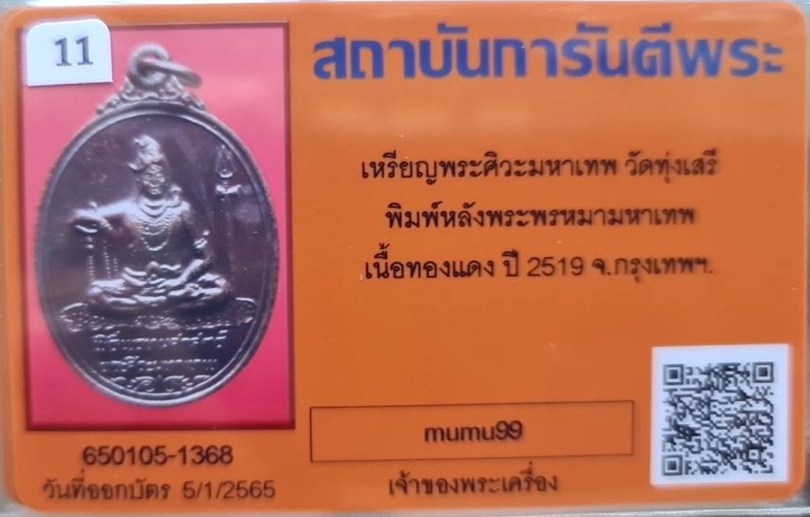 11
สถาบันการันตีพระ
เหรียญพระศิวะมหาเทพ วัดทุ่งเสรี
พิมพ์หลังพระพรหมามหาเทพ
เนื้อทองแดง ปี 2519 จ.กรุงเทพฯ.
mumu99
เจ้าของพระเครื่อง
650105-1368
วันที่ออกบัตร 5/1/2565